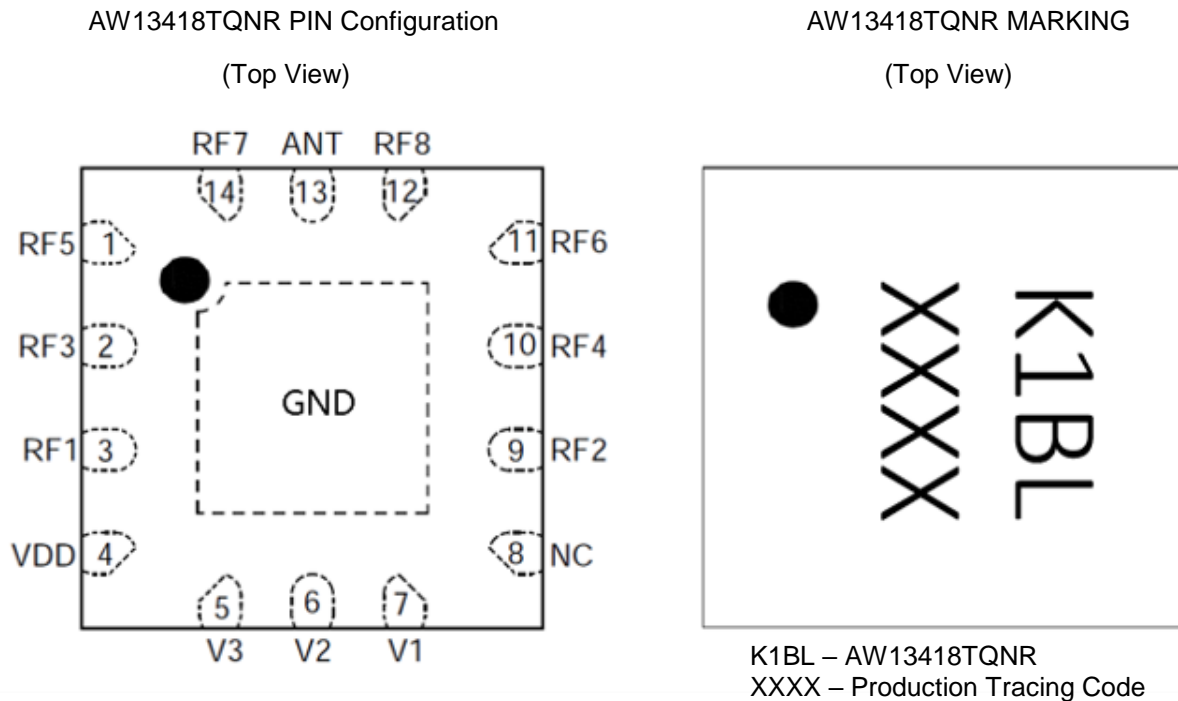 AW13418TQNR PIN Configuration
(Top View)
RF7 ANT RF8
14 13 12
RF5 1 11 RF6
RF3 2 10 RF4
GND
RF1 3 9 RF2
VDD 4 8 NC
5 6 7
V3 V2 V1
AW13418TQNR MARKING
(Top View)
K1BL
XXXX
K1BL – AW13418TQNR
XXXX – Production Tracing Code